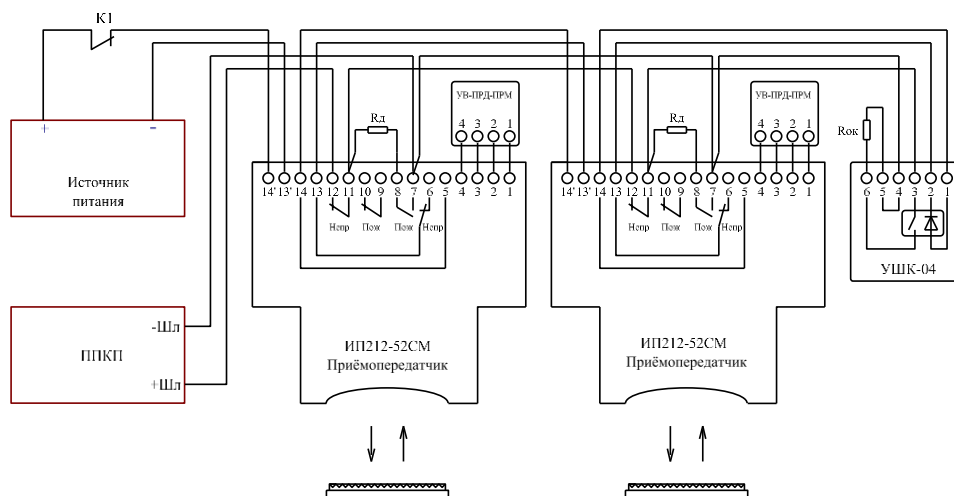 К1
+ -
Источник
питания
ППКП
-Шл
+Шл
Rд
УВ-ПРД-ПРМ
4 3 2 1
14' 13' 14 13 12 11 10 9 8 7 6 5 4 3 2 1
Непр Пож Пож Непр
ИП212-52СМ
Приёмопередатчик
Rд
УВ-ПРД-ПРМ
4 3 2 1
14' 13' 14 13 12 11 10 9 8 7 6 5 4 3 2 1
Непр Пож Пож Непр
ИП212-52СМ
Приёмопередатчик
Rок
6 5 4 3 2 1
УШК-04